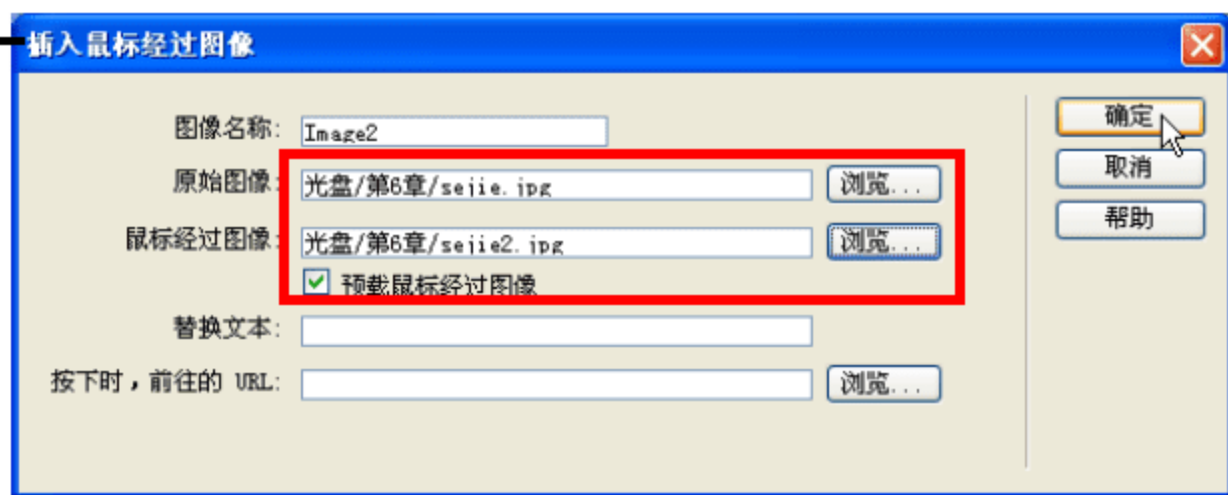 插入鼠标经过图像
图像名称: Image2
确定
原始图像: 光盘/第6章/sejie.jpg 浏览...
取消
鼠标经过图像: 光盘/第6章/sejie2.jpg 浏览...
帮助
预载鼠标经过图像
替换文本:
按下时，前往的 URL: 浏览...